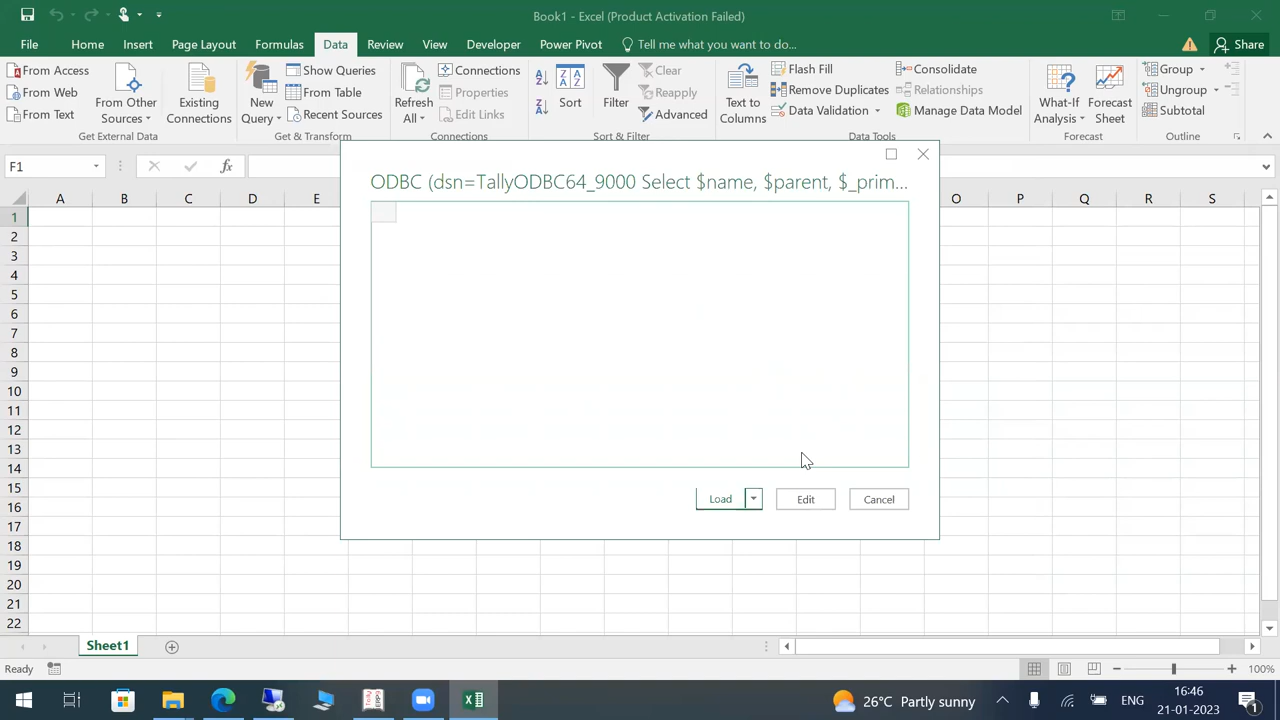 Book1 - Excel (Product Activation Failed)
File Home Insert Page Layout Formulas Data Review View Developer Power Pivot Tell me what you want to do... Share
From Access
From Web
From Text
From Other Sources
Existing Connections
Get External Data
New Query
Show Queries
From Table
Recent Sources
Get & Transform
Refresh All
Connections
Properties
Edit Links
Connections
Sort
Filter
Clear
Reapply
Advanced
Sort & Filter
Text to Columns
Flash Fill
Remove Duplicates
Data Validation
Consolidate
Relationships
Manage Data Model
Data Tools
What-If Analysis
Forecast Sheet
Forecast
Group
Ungroup
Subtotal
Outline
F1
fx
A B C D E O P Q R S
ODBC (dsn=TallyODBC64_9000 Select $name, $parent, $_prim...
Load Edit Cancel
1
2
3
4
5
6
7
8
9
10
11
12
13
14
15
16
17
18
19
20
21
22
Sheet1
Ready
100%
26°C Partly sunny
ENG
16:46
21-01-2023
1